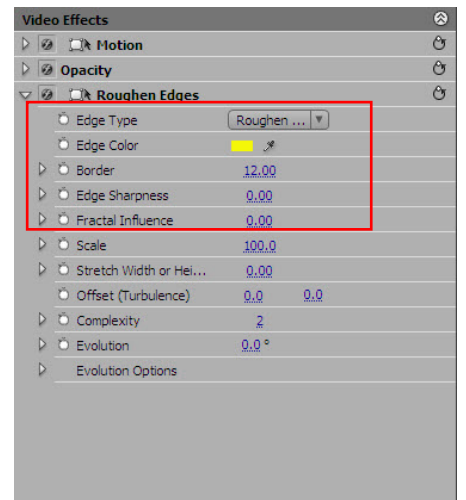 Video Effects
Motion
Opacity
Roughen Edges
Edge Type Roughen ...
Edge Color
Border 12.00
Edge Sharpness 0.00
Fractal Influence 0.00
Scale 100.0
Stretch Width or Hei... 0.00
Offset (Turbulence) 0.0 0.0
Complexity 2
Evolution 0.0 °
Evolution Options